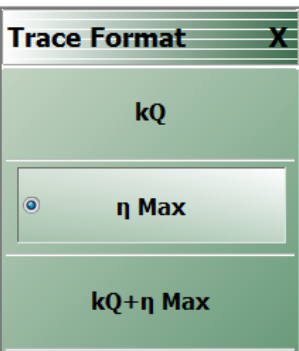 Trace Format X
kQ
η Max
kQ+η Max